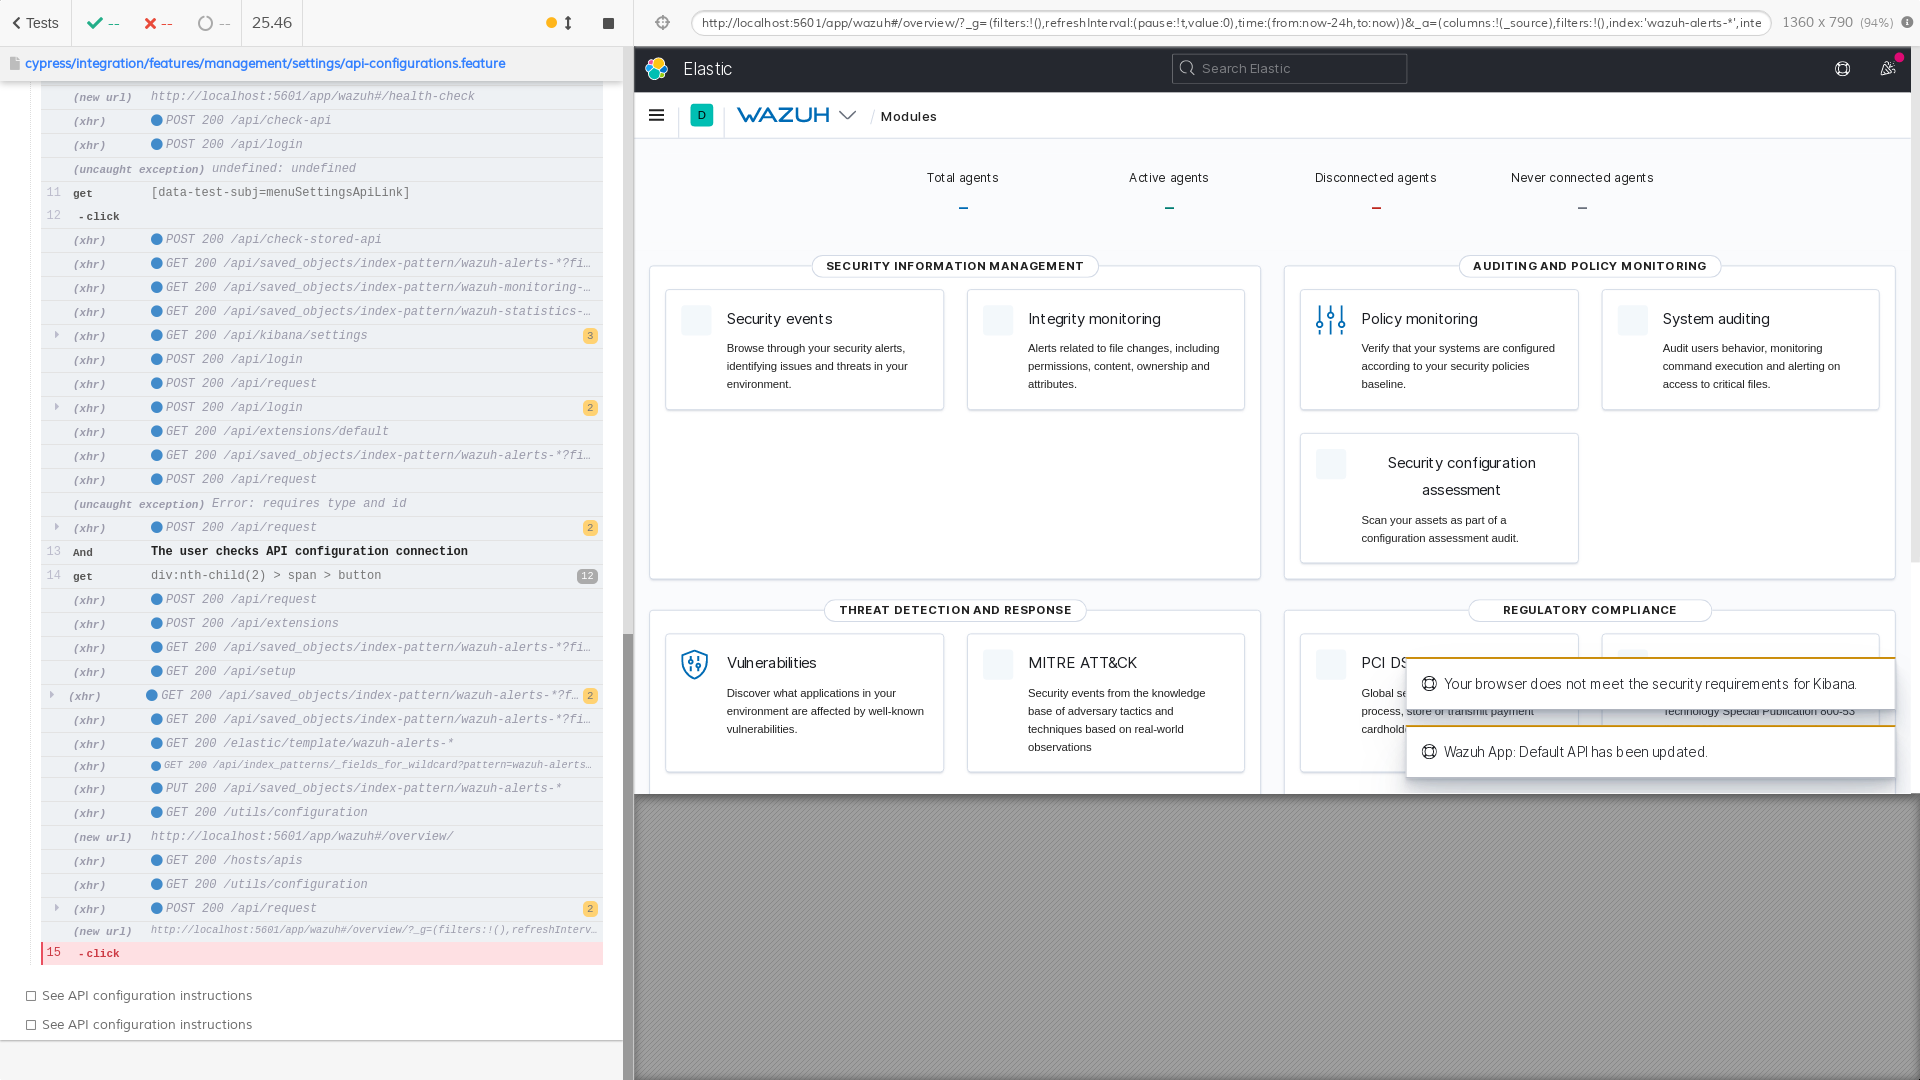 Tests
--
--
--
25.46
http://localhost:5601/app/wazuh#/overview/?_g=(filters:!(),refreshInterval:(pause:!t,value:0),time:(from:now-24h,to:now))&_a=(columns:!(_source),filters:!(),index:'wazuh-alerts-*',inte
1360 x 790 (94%)
cypress/integration/features/management/settings/api-configurations.feature
(new url) http://localhost:5601/app/wazuh#/health-check
(xhr) POST 200 /api/check-api
(xhr) POST 200 /api/login
(uncaught exception) undefined: undefined
11 get [data-test-subj=menuSettingsApiLink]
12 -click
(xhr) POST 200 /api/check-stored-api
(xhr) GET 200 /api/saved_objects/index-pattern/wazuh-alerts-*?fi…
(xhr) GET 200 /api/saved_objects/index-pattern/wazuh-monitoring-…
(xhr) GET 200 /api/saved_objects/index-pattern/wazuh-statistics-…
(xhr) GET 200 /api/kibana/settings 3
(xhr) POST 200 /api/login
(xhr) POST 200 /api/request
(xhr) POST 200 /api/login 2
(xhr) GET 200 /api/extensions/default
(xhr) GET 200 /api/saved_objects/index-pattern/wazuh-alerts-*?fi…
(xhr) POST 200 /api/request
(uncaught exception) Error: requires type and id
(xhr) POST 200 /api/request 2
13 And The user checks API configuration connection
14 get div:nth-child(2) > span > button 12
(xhr) POST 200 /api/request
(xhr) POST 200 /api/extensions
(xhr) GET 200 /api/saved_objects/index-pattern/wazuh-alerts-*?fi…
(xhr) GET 200 /api/setup
(xhr) GET 200 /api/saved_objects/index-pattern/wazuh-alerts-*?f… 2
(xhr) GET 200 /api/saved_objects/index-pattern/wazuh-alerts-*?fi…
(xhr) GET 200 /elastic/template/wazuh-alerts-*
(xhr) GET 200 /api/index_patterns/_fields_for_wildcard?pattern=wazuh-alerts…
(xhr) PUT 200 /api/saved_objects/index-pattern/wazuh-alerts-*
(xhr) GET 200 /utils/configuration
(new url) http://localhost:5601/app/wazuh#/overview/
(xhr) GET 200 /hosts/apis
(xhr) GET 200 /utils/configuration
(xhr) POST 200 /api/request 2
(new url) http://localhost:5601/app/wazuh#/overview/?_g=(filters:!(),refreshInterv…
15 -click
See API configuration instructions
See API configuration instructions
Elastic
Search Elastic
D
WAZUH
/ Modules
Total agents
Active agents
Disconnected agents
Never connected agents
–
–
–
–
SECURITY INFORMATION MANAGEMENT
Security events
Browse through your security alerts,
identifying issues and threats in your
environment.
Integrity monitoring
Alerts related to file changes, including
permissions, content, ownership and
attributes.
AUDITING AND POLICY MONITORING
Policy monitoring
Verify that your systems are configured
according to your security policies
baseline.
System auditing
Audit users behavior, monitoring
command execution and alerting on
access to critical files.
Security configuration
assessment
Scan your assets as part of a
configuration assessment audit.
THREAT DETECTION AND RESPONSE
Vulnerabilities
Discover what applications in your
environment are affected by well-known
vulnerabilities.
MITRE ATT&CK
Security events from the knowledge
base of adversary tactics and
techniques based on real-world
observations
REGULATORY COMPLIANCE
PCI DS
Global se
process, store or transmit payment
cardholde
Technology Special Publication 800-53
Your browser does not meet the security requirements for Kibana.
Wazuh App: Default API has been updated.